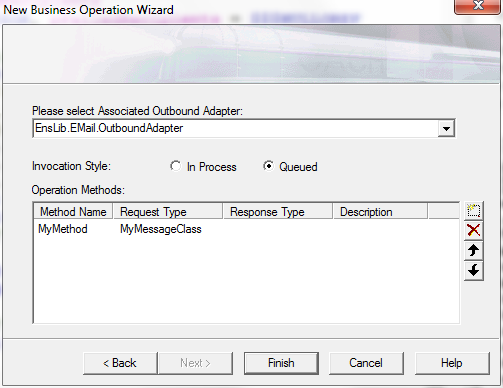 New Business Operation Wizard
Please select Associated Outbound Adapter:
EnsLib.EMail.OutboundAdapter
Invocation Style: In Process Queued
Operation Methods:
Method Name Request Type Response Type Description
MyMethod MyMessageClass
< Back Next > Finish Cancel Help